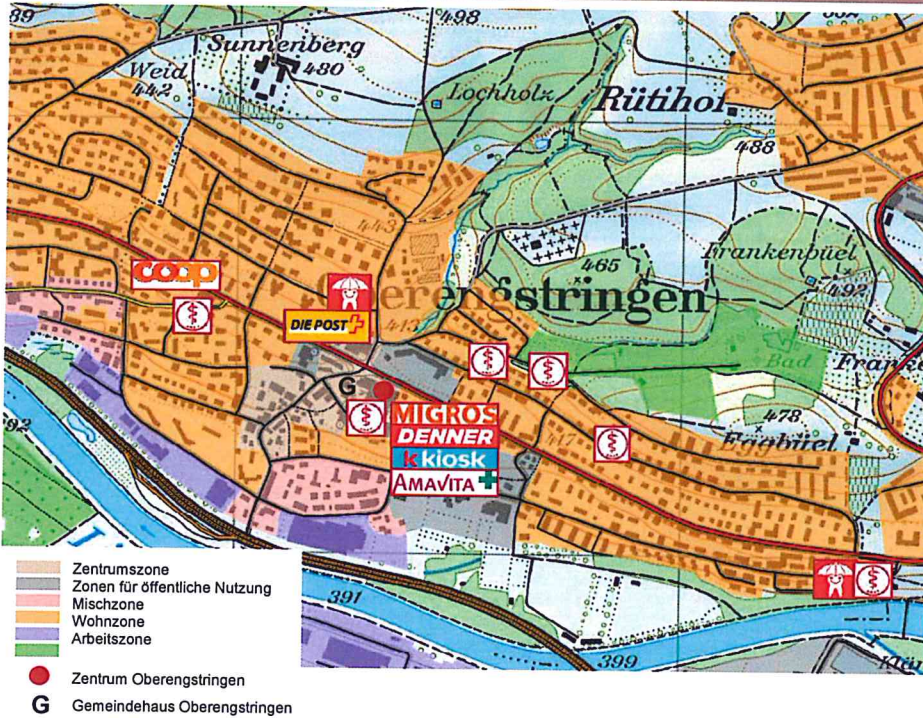 89
498
Sunnenberg
480
Weid
442
Lochholz
Rütihof
488
443
465
Frankenbüel
492
coop
Oberengstringen
DIE POST
413
Bad
G
MIGROS
DENNER
k kiosk
AMAVITA
417
478
Eggbüel
92
391
399
Zentrumszone
Zonen für öffentliche Nutzung
Mischzone
Wohnzone
Arbeitszone
Zentrum Oberengstringen
G Gemeindehaus Oberengstringen